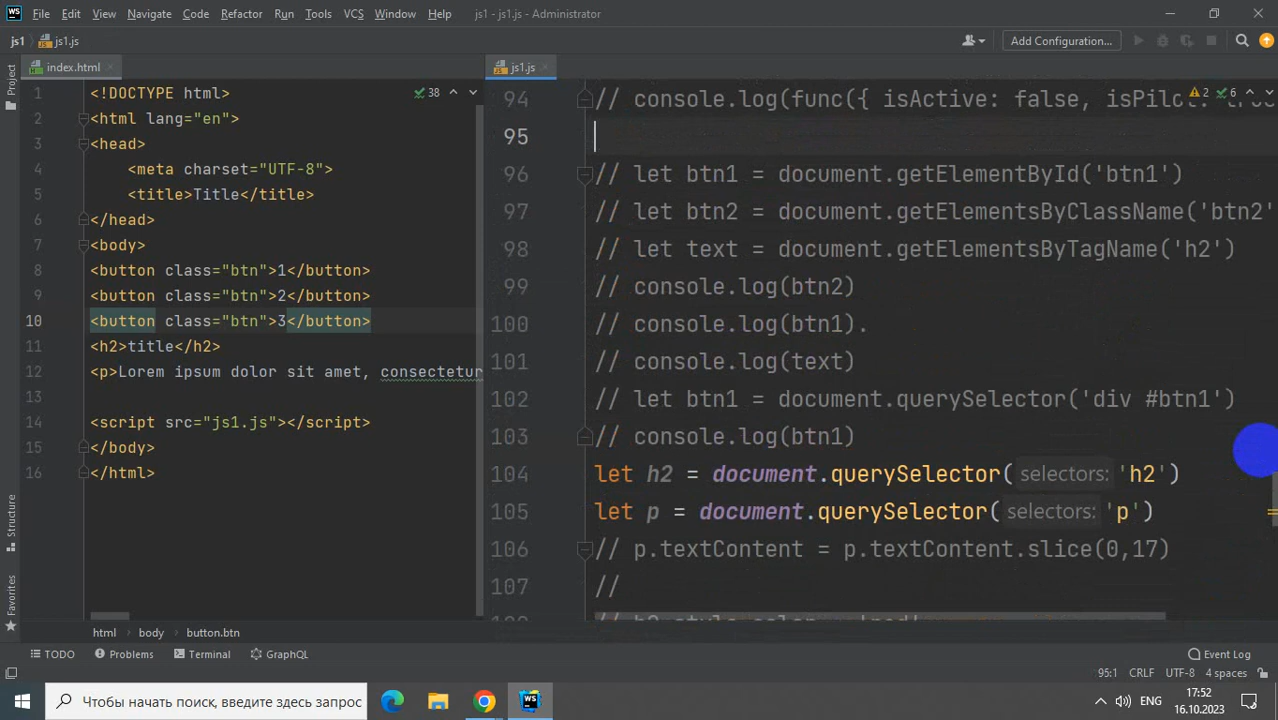 WS File Edit View Navigate Code Refactor Run Tools VCS Window Help js1 - js1.js - Administrator
js1 js1.js Add Configuration...
index.html js1.js
Project
38
2 6
1 <!DOCTYPE html>
2 <html lang="en">
3 <head>
4 <meta charset="UTF-8">
5 <title>Title</title>
6 </head>
7 <body>
8 <button class="btn">1</button>
9 <button class="btn">2</button>
10 <button class="btn">3</button>
11 <h2>title</h2>
12 <p>Lorem ipsum dolor sit amet, consectetur
13
14 <script src="js1.js"></script>
15 </body>
16 </html>
94 // console.log(func({ isActive: false, isPilot: true
95
96 // let btn1 = document.getElementById('btn1')
97 // let btn2 = document.getElementsByClassName('btn2'
98 // let text = document.getElementsByTagName('h2')
99 // console.log(btn2)
100 // console.log(btn1).
101 // console.log(text)
102 // let btn1 = document.querySelector('div #btn1')
103 // console.log(btn1)
104 let h2 = document.querySelector( selectors: 'h2')
105 let p = document.querySelector( selectors: 'p')
106 // p.textContent = p.textContent.slice(0,17)
107 //
Structure
Favorites
html body button.btn
TODO Problems Terminal GraphQL Event Log
95:1 CRLF UTF-8 4 spaces
Чтобы начать поиск, введите здесь запрос
ENG
17:52
16.10.2023